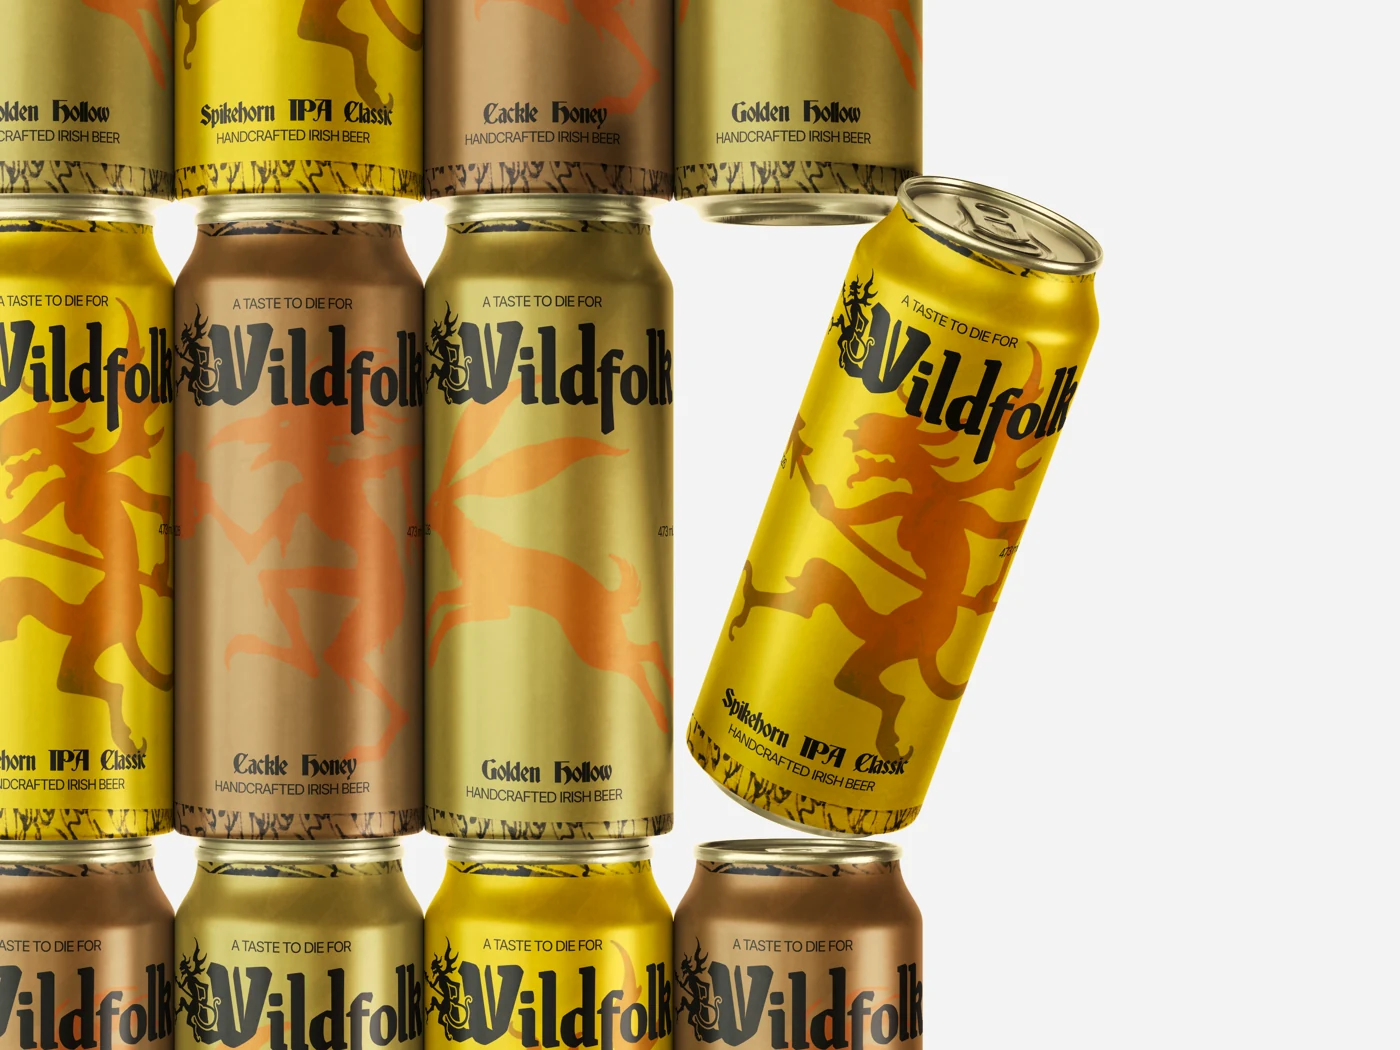 Golden Hollow
HANDCRAFTED IRISH BEER
Spikehorn IPA Classic
HANDCRAFTED IRISH BEER
Cackle Honey
HANDCRAFTED IRISH BEER
Golden Hollow
HANDCRAFTED IRISH BEER
A TASTE TO DIE FOR
Wildfolk
IPA Classic
IRISH BEER
A TASTE TO DIE FOR
Wildfolk
473
Cackle Honey
HANDCRAFTED IRISH BEER
A TASTE TO DIE FOR
Wildfolk
473 m
Golden Hollow
HANDCRAFTED IRISH BEER
A TASTE TO DIE FOR
Wildfolk
473
Spikehorn IPA Classic
HANDCRAFTED IRISH BEER
TASTE TO DIE FOR
Wildfolk
A TASTE TO DIE FOR
Wildfolk
A TASTE TO DIE FOR
Wildfolk
A TASTE TO DIE FOR
Wildfolk